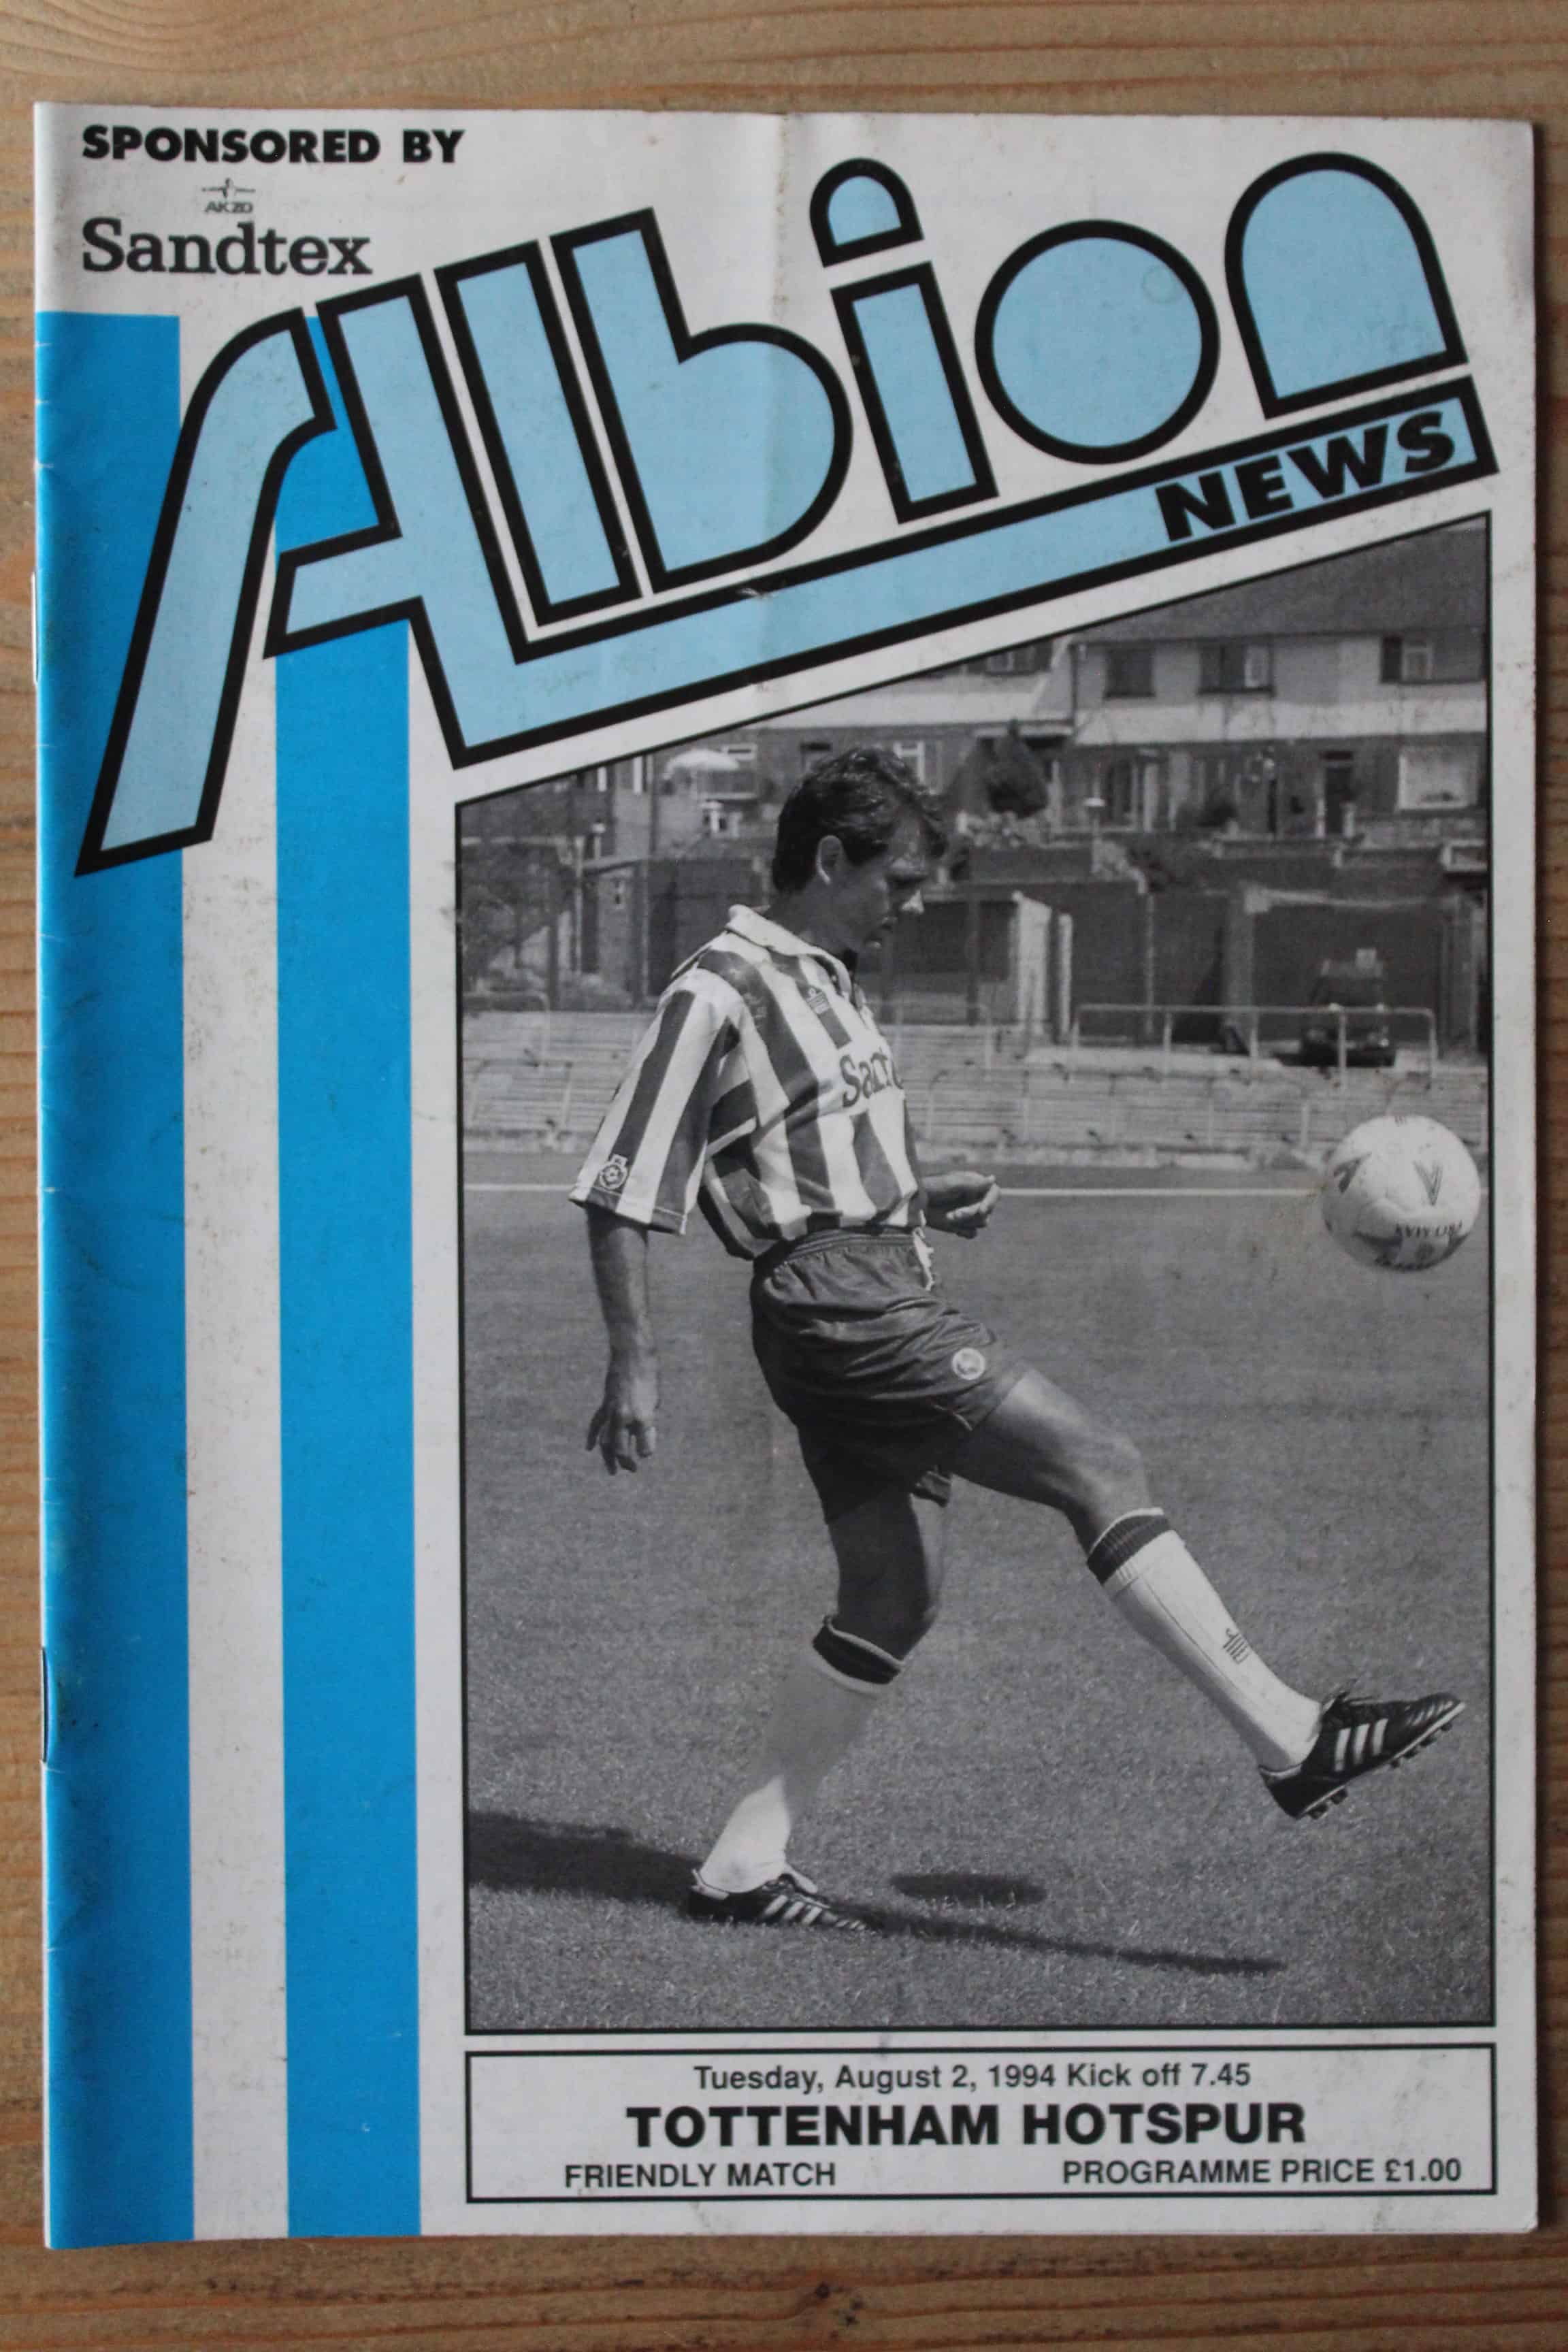 SPONSORED BY
AKZO
Sandtex
Albion
NEWS
Tuesday, August 2, 1994 Kick off 7.45
TOTTENHAM HOTSPUR
FRIENDLY MATCH
PROGRAMME PRICE £1.00